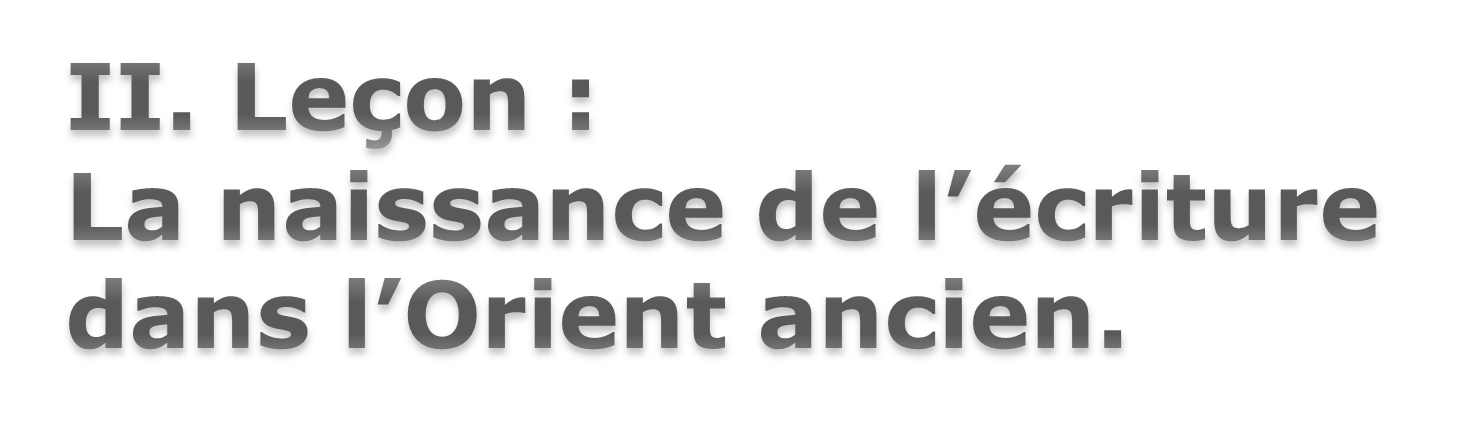 II. Leçon :
La naissance de l’écriture
dans l’Orient ancien.